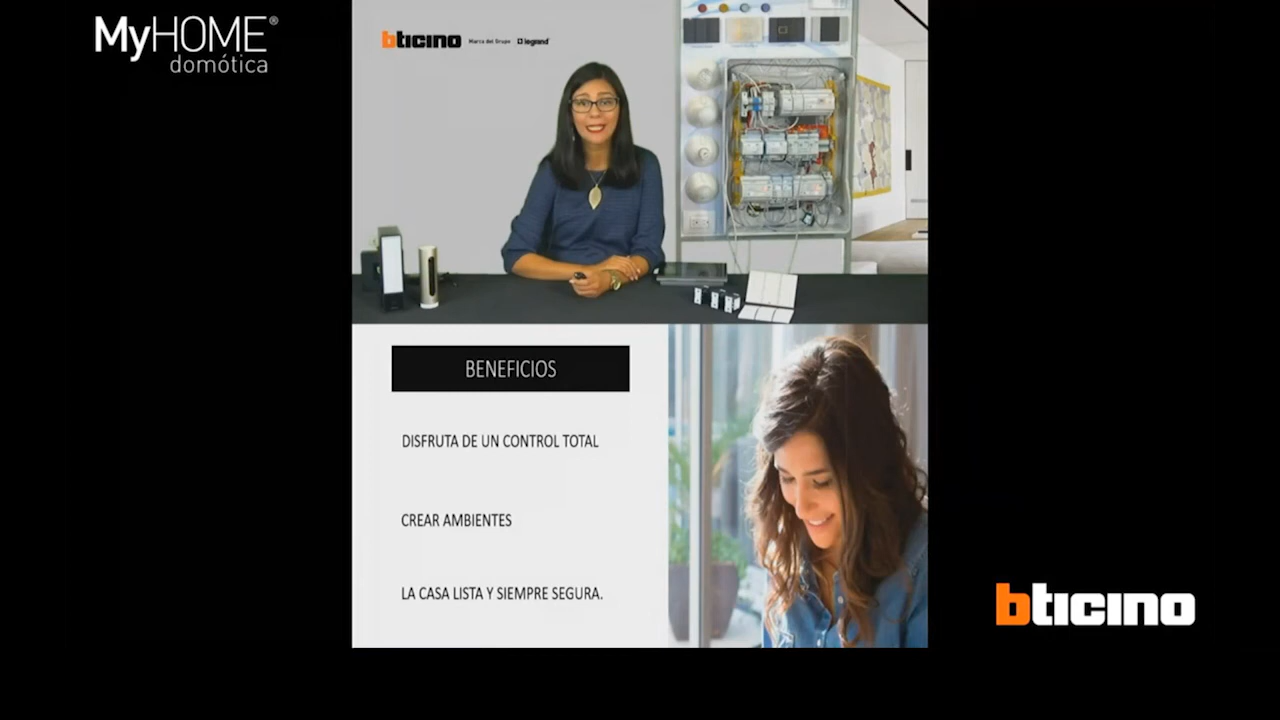 MyHOME®
domótica
bticino Marca del Grupo legrand
BENEFICIOS
DISFRUTA DE UN CONTROL TOTAL
CREAR AMBIENTES
LA CASA LISTA Y SIEMPRE SEGURA.
bticino